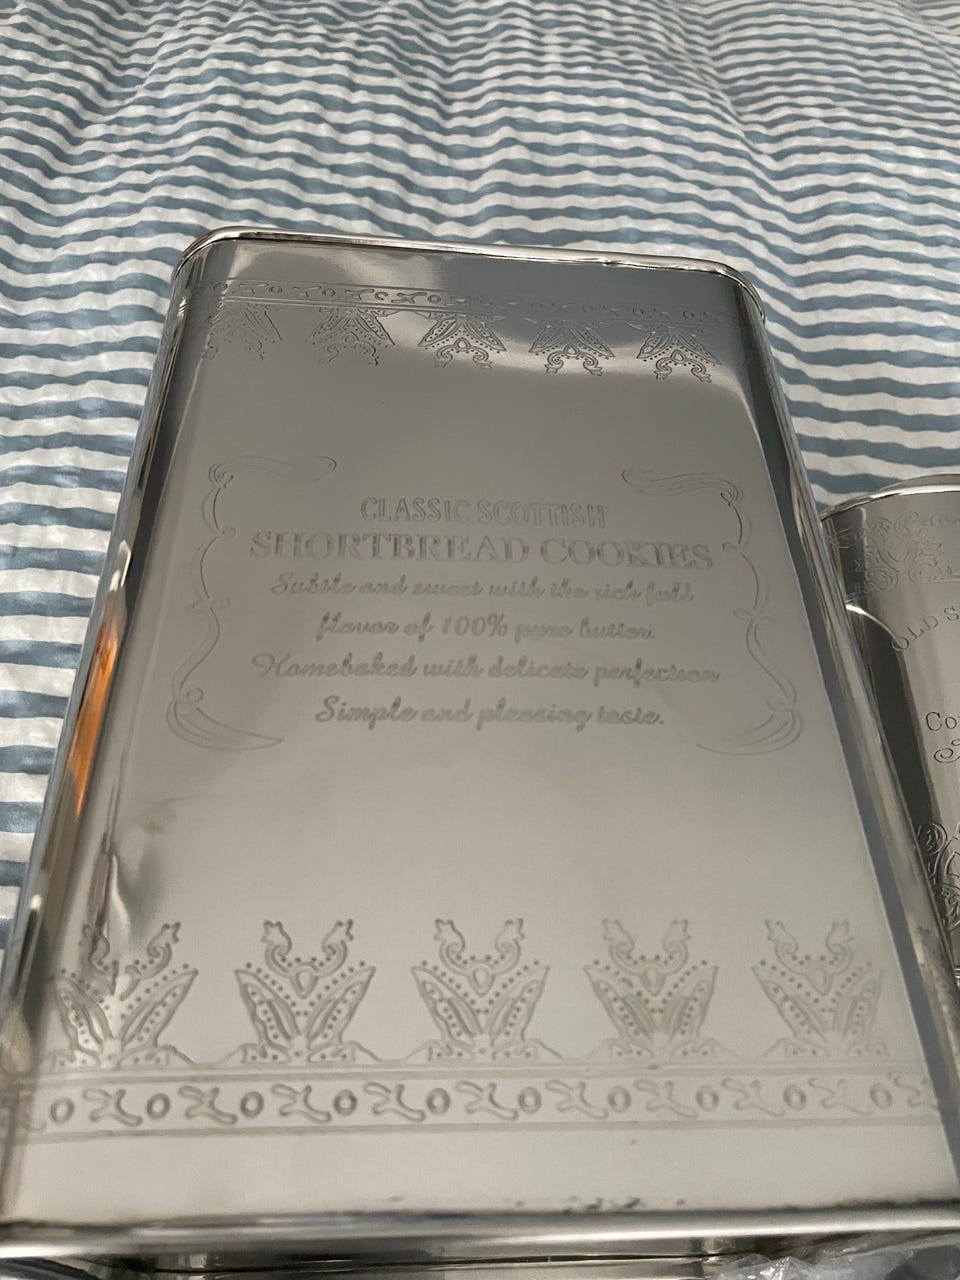 CLASSIC SCOTTISH
SHORTBREAD COOKIES
Subtle and sweet with the rich full
flavor of 100% pure butter.
Homebaked with delicate perfection
Simple and pleasing taste.
OLD